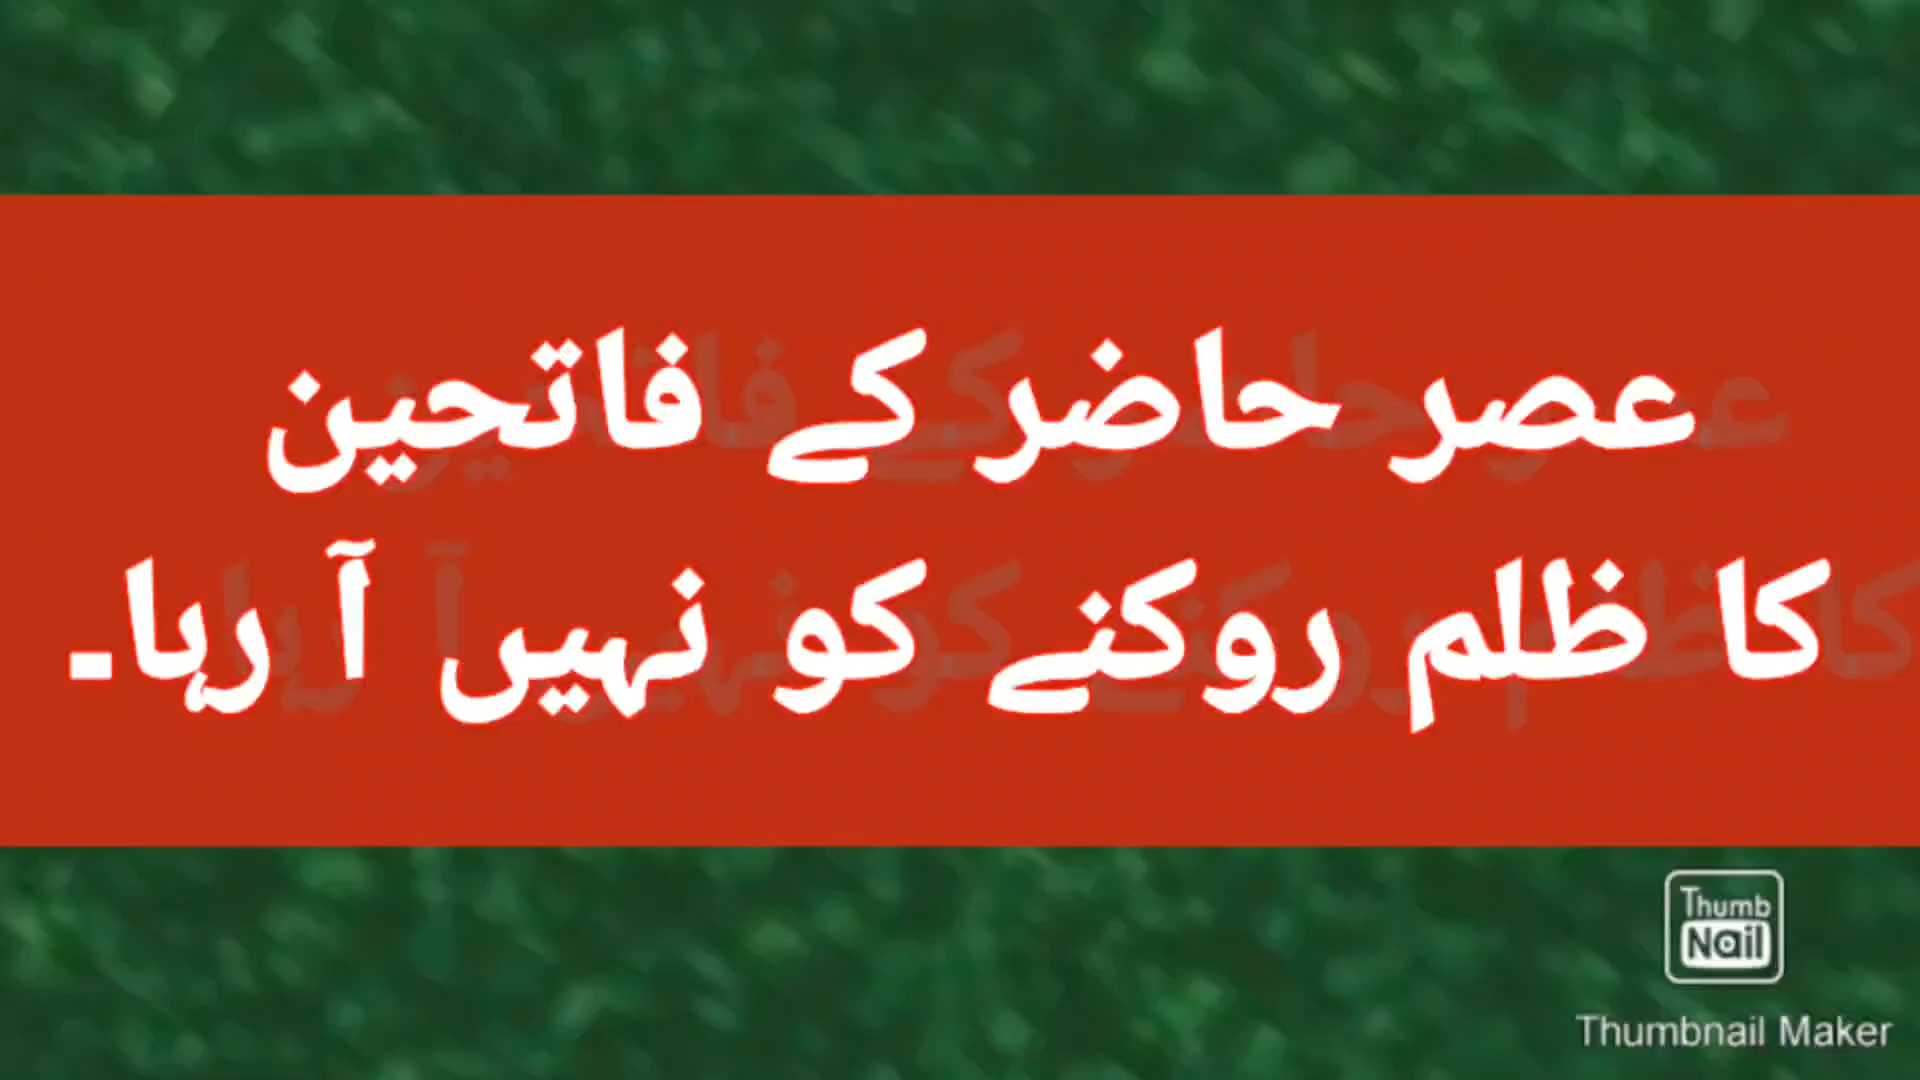 عصر حاضر کے فاتحین
کا ظلم روکنے کو نہیں آ رہا۔
Thumb
Nail
Thumbnail Maker